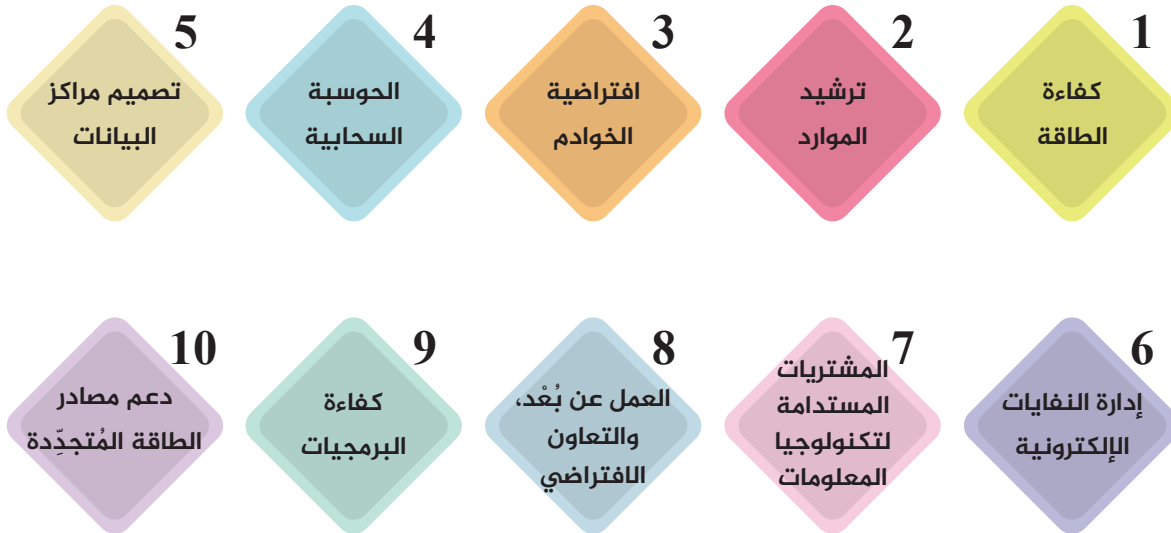 1
كفاءة
الطاقة
2
ترشيد
الموارد
3
افتراضية
الخوادم
4
الحوسبة
السحابية
5
تصميم مراكز
البيانات
6
إدارة النفايات
الإلكترونية
7
المشتريات
المستدامة
لتكنولوجيا
المعلومات
8
العمل عن بُعْد،
والتعاون
الافتراضي
9
كفاءة
البرمجيات
10
دعم مصادر
الطاقة المُتجدِّدة